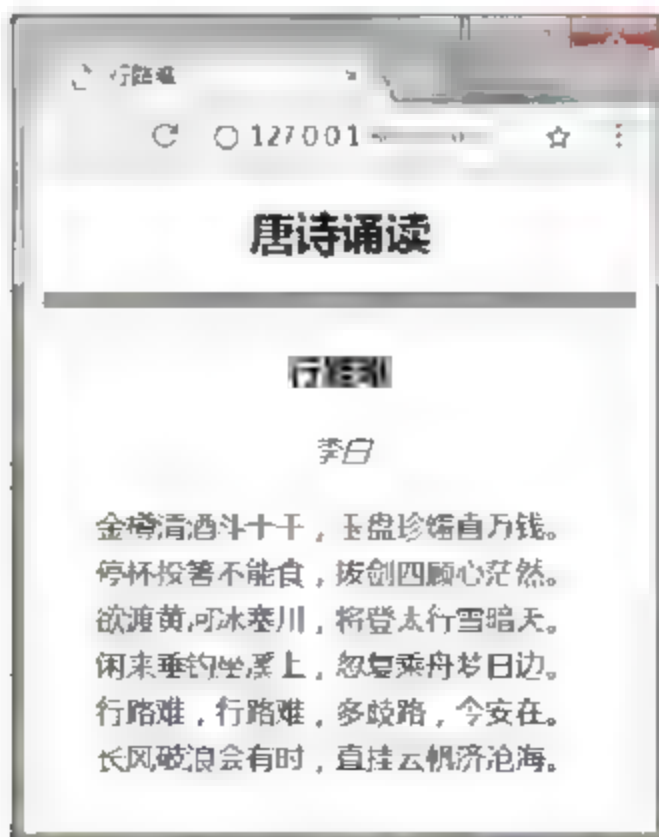 行路难
127.0.0.1
唐诗诵读
行路难
李白
金樽清酒斗十千，玉盘珍馐直万钱。
停杯投箸不能食，拔剑四顾心茫然。
欲渡黄河冰塞川，将登太行雪暗天。
闲来垂钓坐溪上，忽复乘舟梦日边。
行路难，行路难，多歧路，今安在。
长风破浪会有时，直挂云帆济沧海。